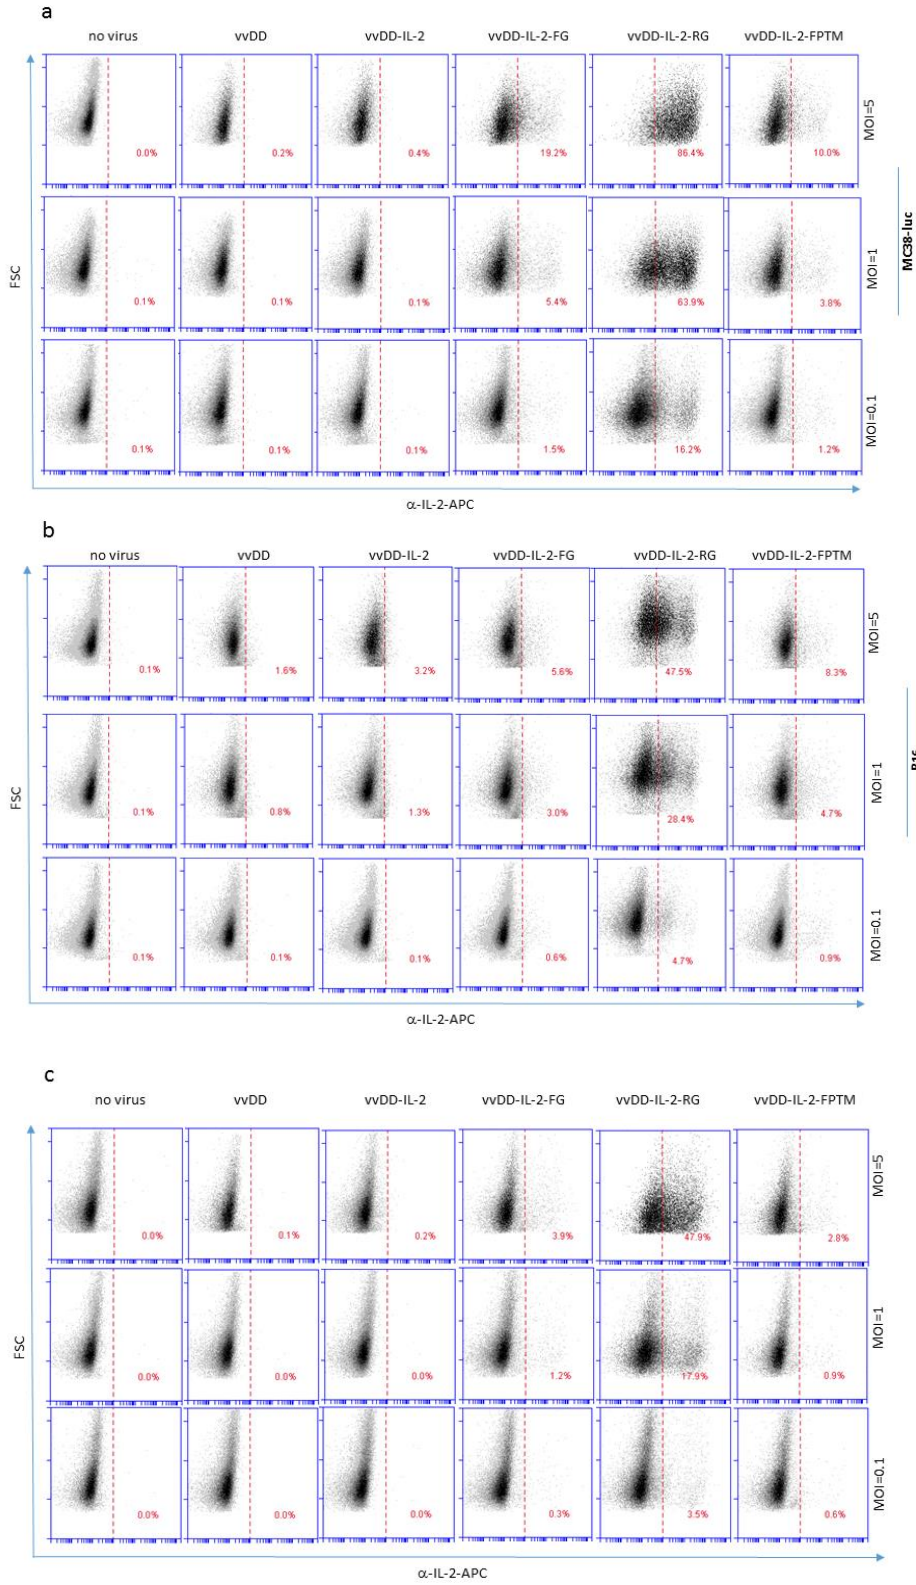 a
no virus vvDD vvDD-IL-2 vvDD-IL-2-FG vvDD-IL-2-RG vvDD-IL-2-FPTM
0.0% 0.2% 0.4% 19.2% 86.4% 10.0% MOI=5
0.1% 0.1% 0.1% 5.4% 63.9% 3.8% MOI=1
0.1% 0.1% 0.1% 1.5% 16.2% 1.2% MOI=0.1
FSC
MC38-luc
α-IL-2-APC
b
no virus vvDD vvDD-IL-2 vvDD-IL-2-FG vvDD-IL-2-RG vvDD-IL-2-FPTM
0.1% 1.6% 3.2% 5.6% 47.5% 8.3% MOI=5
0.1% 0.8% 1.3% 3.0% 28.4% 4.7% MOI=1
0.1% 0.1% 0.1% 0.6% 4.7% 0.9% MOI=0.1
FSC
α-IL-2-APC
c
no virus vvDD vvDD-IL-2 vvDD-IL-2-FG vvDD-IL-2-RG vvDD-IL-2-FPTM
0.0% 0.1% 0.2% 3.9% 47.9% 2.8% MOI=5
0.0% 0.0% 0.0% 1.2% 17.9% 0.9% MOI=1
0.0% 0.0% 0.0% 0.3% 3.5% 0.6% MOI=0.1
FSC
α-IL-2-APC